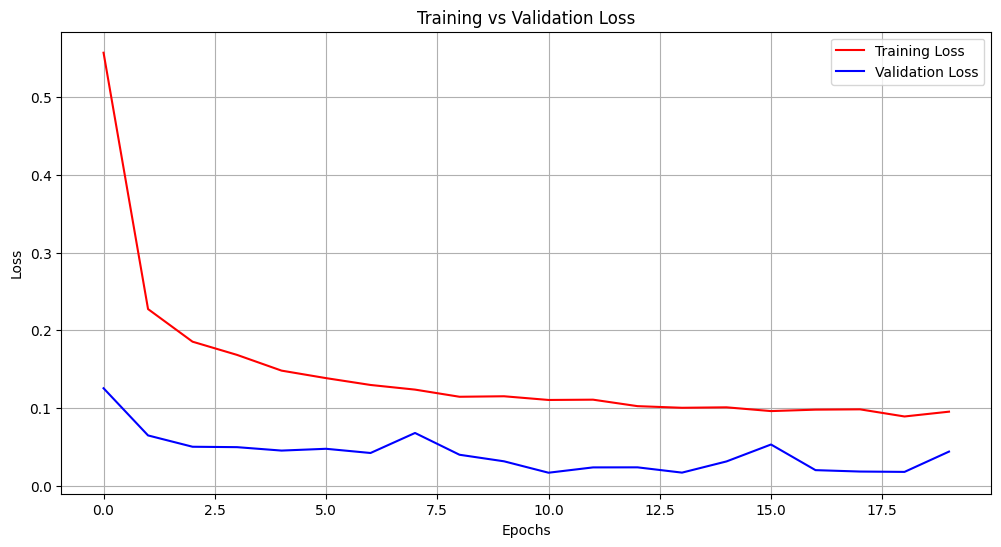 Training vs Validation Loss
Training Loss
Validation Loss
Loss
0.5
0.4
0.3
0.2
0.1
0.0
0.0 2.5 5.0 7.5 10.0 12.5 15.0 17.5
Epochs